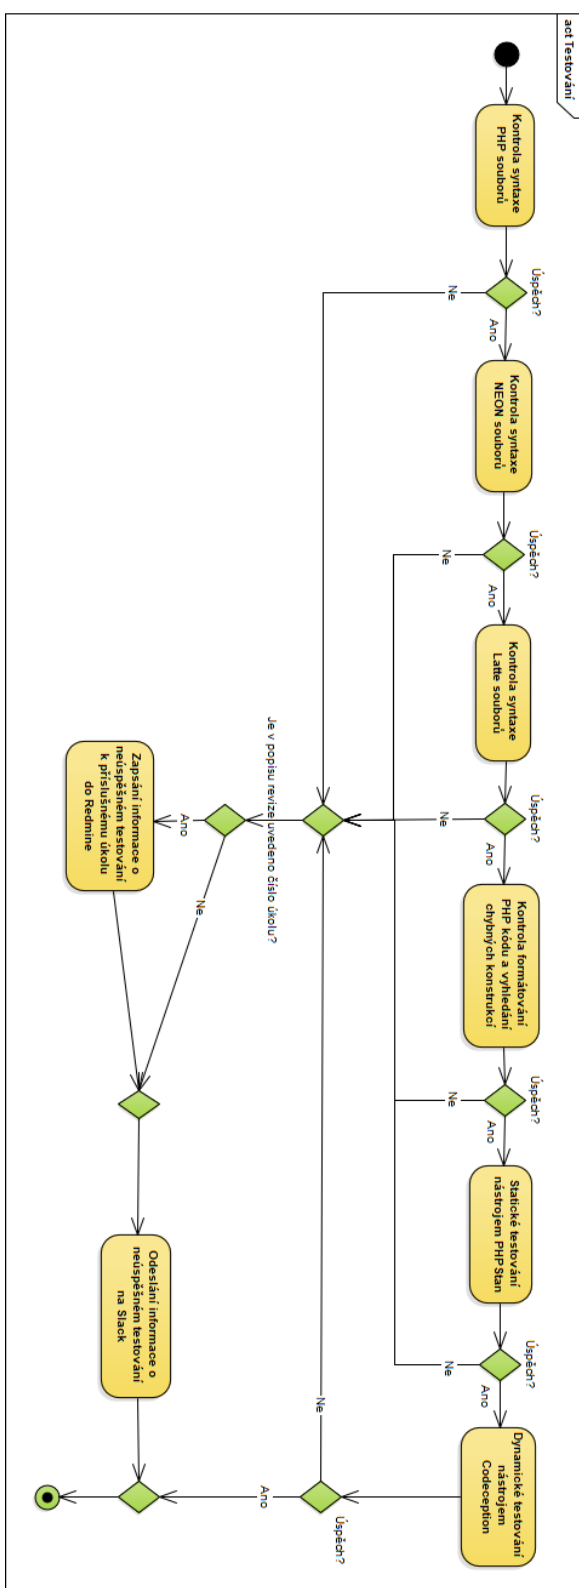 act Testování
Kontrola syntaxe
PHP souborů
Úspěch?
Ne
Ano
Kontrola syntaxe
NEON souborů
Úspěch?
Ne
Ano
Kontrola syntaxe
Latte souborů
Úspěch?
Ne
Ano
Kontrola formátování
PHP kódu a vyhledání
chybných konstrukcí
Úspěch?
Ne
Ano
Statické testování
nástrojem PHPStan
Úspěch?
Ne
Ano
Dynamické testování
nástrojem
Codeception
Úspěch?
Ne
Ano
Je v popisu revize uvedeno číslo úkolu?
Ano
Ne
Zapsání informace o
neúspěšném testování
k příslušnému úkolu
do Redmine
Odeslání informace o
neúspěšném testování
na Slack